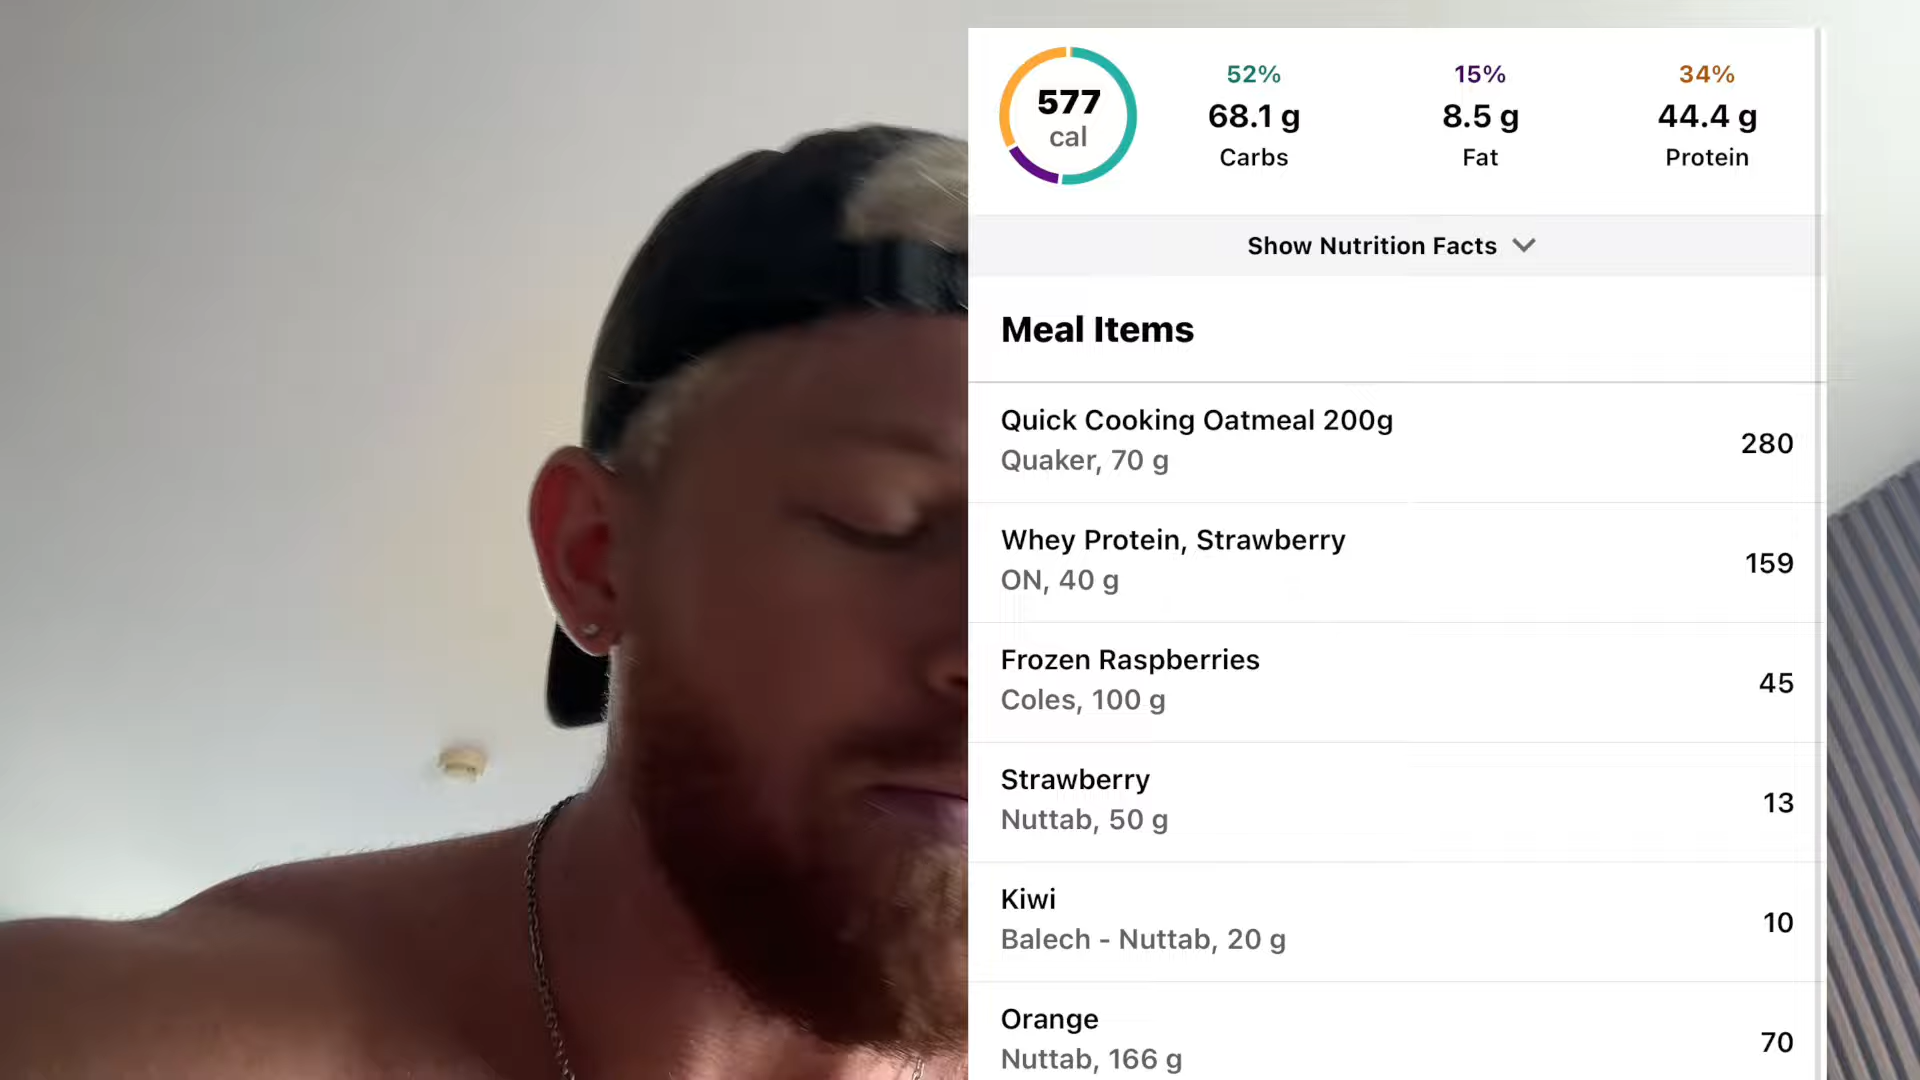 577
cal
52%
68.1 g
Carbs
15%
8.5 g
Fat
34%
44.4 g
Protein
Show Nutrition Facts
Meal Items
Quick Cooking Oatmeal 200g
Quaker, 70 g
280
Whey Protein, Strawberry
ON, 40 g
159
Frozen Raspberries
Coles, 100 g
45
Strawberry
Nuttab, 50 g
13
Kiwi
Balech - Nuttab, 20 g
10
Orange
Nuttab, 166 g
70